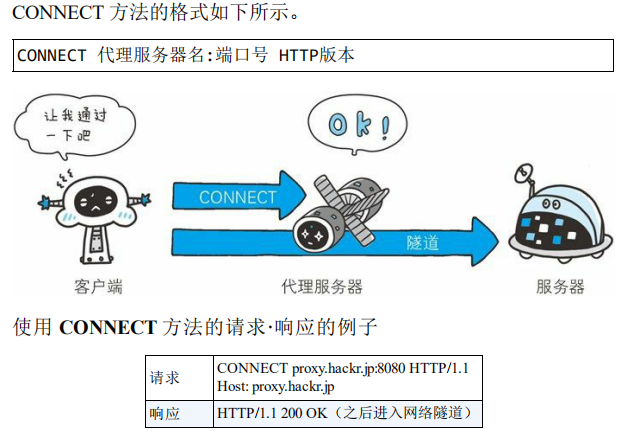 CONNECT 方法的格式如下所示。
CONNECT 代理服务器名:端口号 HTTP版本
让我通过
一下吧
Ok!
CONNECT
隧道
客户端
代理服务器
服务器
使用 CONNECT 方法的请求·响应的例子
请求
CONNECT proxy.hackr.jp:8080 HTTP/1.1
Host: proxy.hackr.jp
响应
HTTP/1.1 200 OK（之后进入网络隧道）